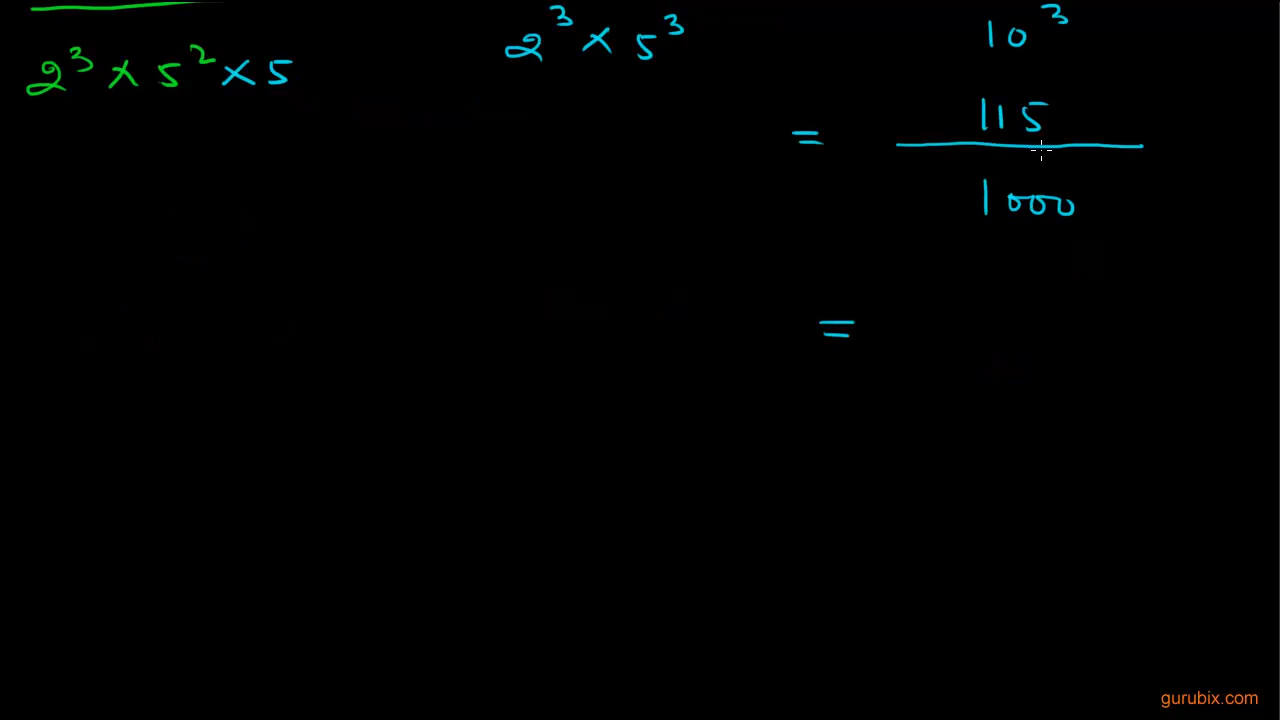 2³ × 5² × 5
2³ × 5³
10³
= 115
1000
=
gurubix.com